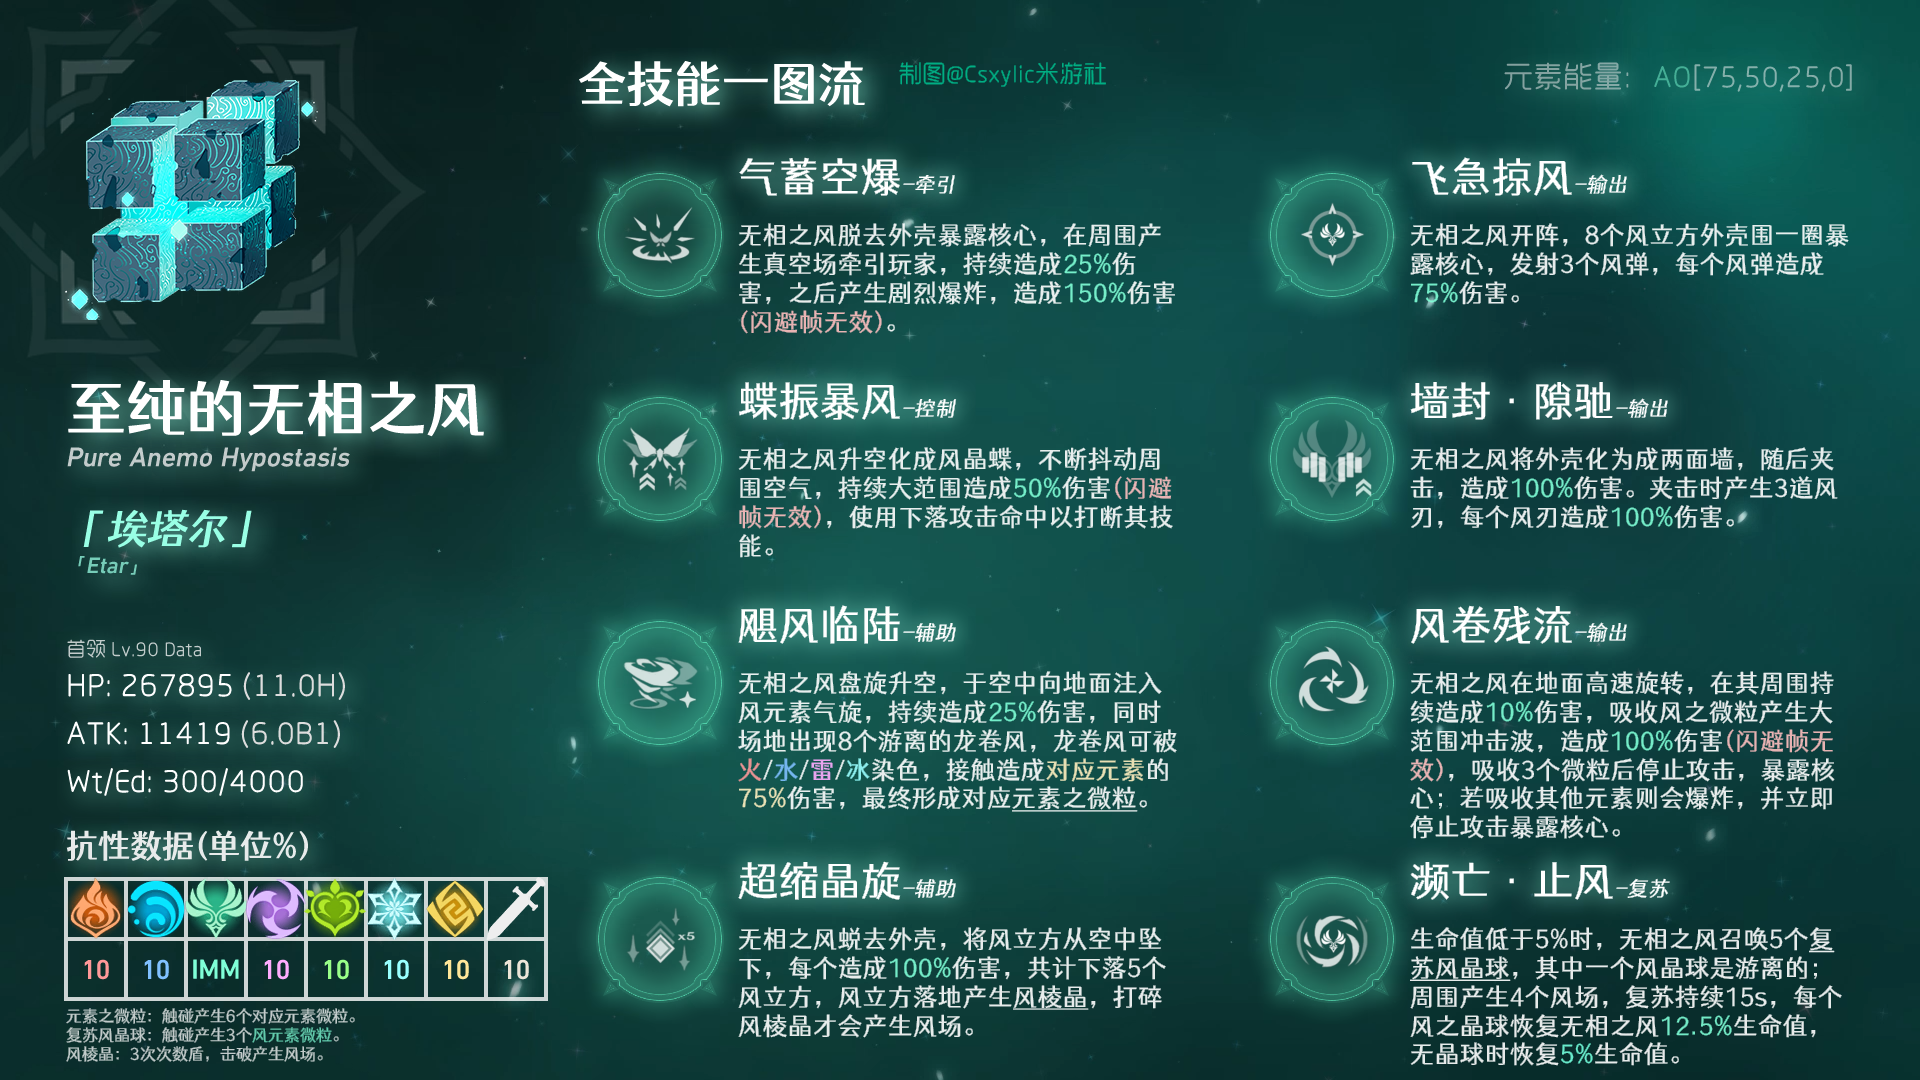 全技能一图流
制图@Csxylic米游社
元素能量： A0[75,50,25,0]
至纯的无相之风
Pure Anemo Hypostasis
「埃塔尔」
「Etar」
首领 Lv.90 Data
HP: 267895 (11.0H)
ATK: 11419 (6.0B1)
Wt/Ed: 300/4000
抗性数据(单位%)
10 10 IMM 10 10 10 10 10
元素之微粒：触碰产生6个对应元素微粒。
复苏风晶球：触碰产生3个风元素微粒。
风棱晶：3次次数盾，击破产生风场。
气蓄空爆-牵引
无相之风脱去外壳暴露核心，在周围产
生真空场牵引玩家，持续造成25%伤
害，之后产生剧烈爆炸，造成150%伤害
(闪避帧无效)。
蝶振暴风-控制
无相之风升空化成风晶蝶，不断抖动周
围空气，持续大范围造成50%伤害(闪避
帧无效)，使用下落攻击命中以打断其技
能。
飓风临陆-辅助
无相之风盘旋升空，于空中向地面注入
风元素气旋，持续造成25%伤害，同时
场地出现8个游离的龙卷风，龙卷风可被
火/水/雷/冰染色，接触造成对应元素的
75%伤害，最终形成对应元素之微粒。
超缩晶旋-辅助
x5
无相之风蜕去外壳，将风立方从空中坠
下，每个造成100%伤害，共计下落5个
风立方，风立方落地产生风棱晶，打碎
风棱晶才会产生风场。
飞急掠风-输出
无相之风开阵，8个风立方外壳围一圈暴
露核心，发射3个风弹，每个风弹造成
75%伤害。
墙封·隙驰-输出
无相之风将外壳化为成两面墙，随后夹
击，造成100%伤害。夹击时产生3道风
刃，每个风刃造成100%伤害。
风卷残流-输出
无相之风在地面高速旋转，在其周围持
续造成10%伤害，吸收风之微粒产生大
范围冲击波，造成100%伤害(闪避帧无
效)，吸收3个微粒后停止攻击，暴露核
心；若吸收其他元素则会爆炸，并立即
停止攻击暴露核心。
濒亡·止风-复苏
生命值低于5%时，无相之风召唤5个复
苏风晶球，其中一个风晶球是游离的；
周围产生4个风场，复苏持续15s，每个
风之晶球恢复无相之风12.5%生命值，
无晶球时恢复5%生命值。